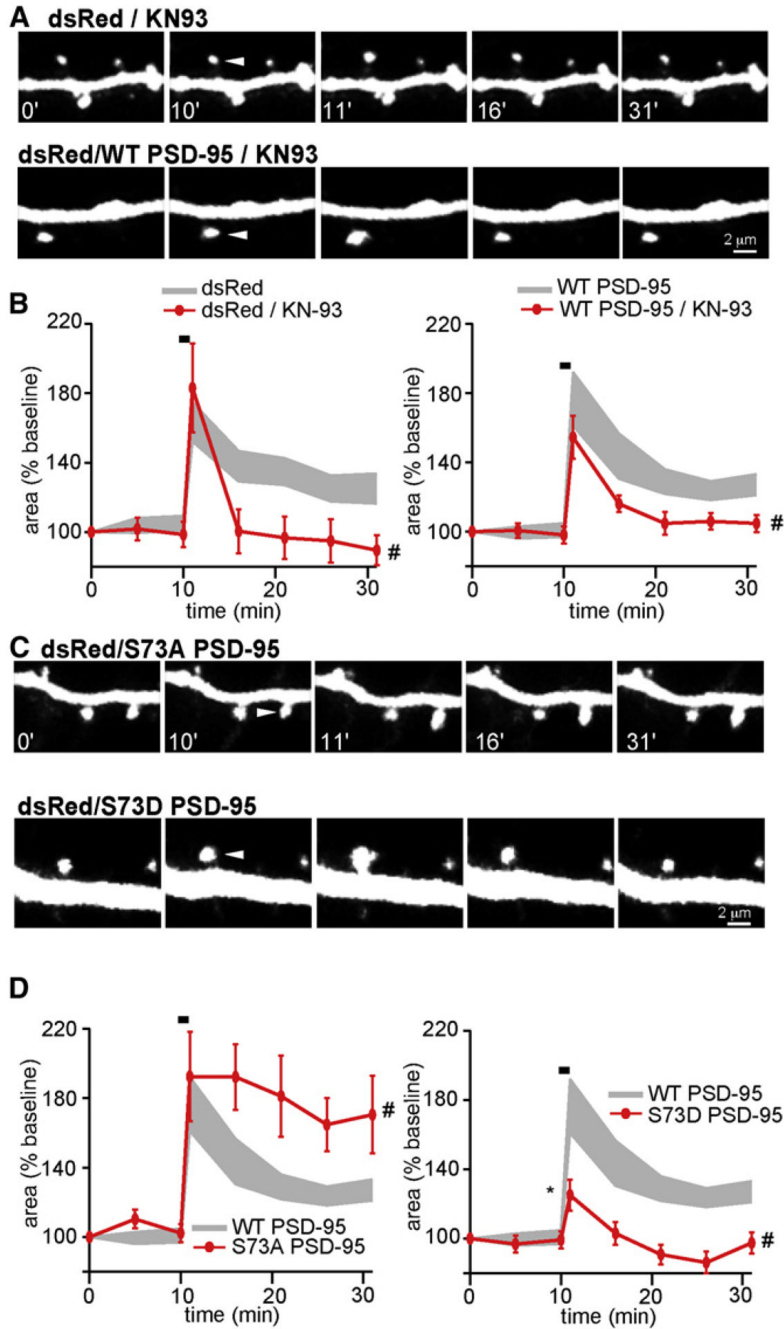 A dsRed / KN93
0' 10' 11' 16' 31'
dsRed/WT PSD-95 / KN93
2 μm
B
dsRed
dsRed / KN-93
220
180
140
100
area (% baseline)
#
0 10 20 30
time (min)
WT PSD-95
WT PSD-95 / KN-93
220
180
140
100
area (% baseline)
#
0 10 20 30
time (min)
C dsRed/S73A PSD-95
0' 10' 11' 16' 31'
dsRed/S73D PSD-95
2 μm
D
220
180
140
100
area (% baseline)
#
WT PSD-95
S73A PSD-95
0 10 20 30
time (min)
220
180
140
100
area (% baseline)
WT PSD-95
S73D PSD-95
*
#
0 10 20 30
time (min)